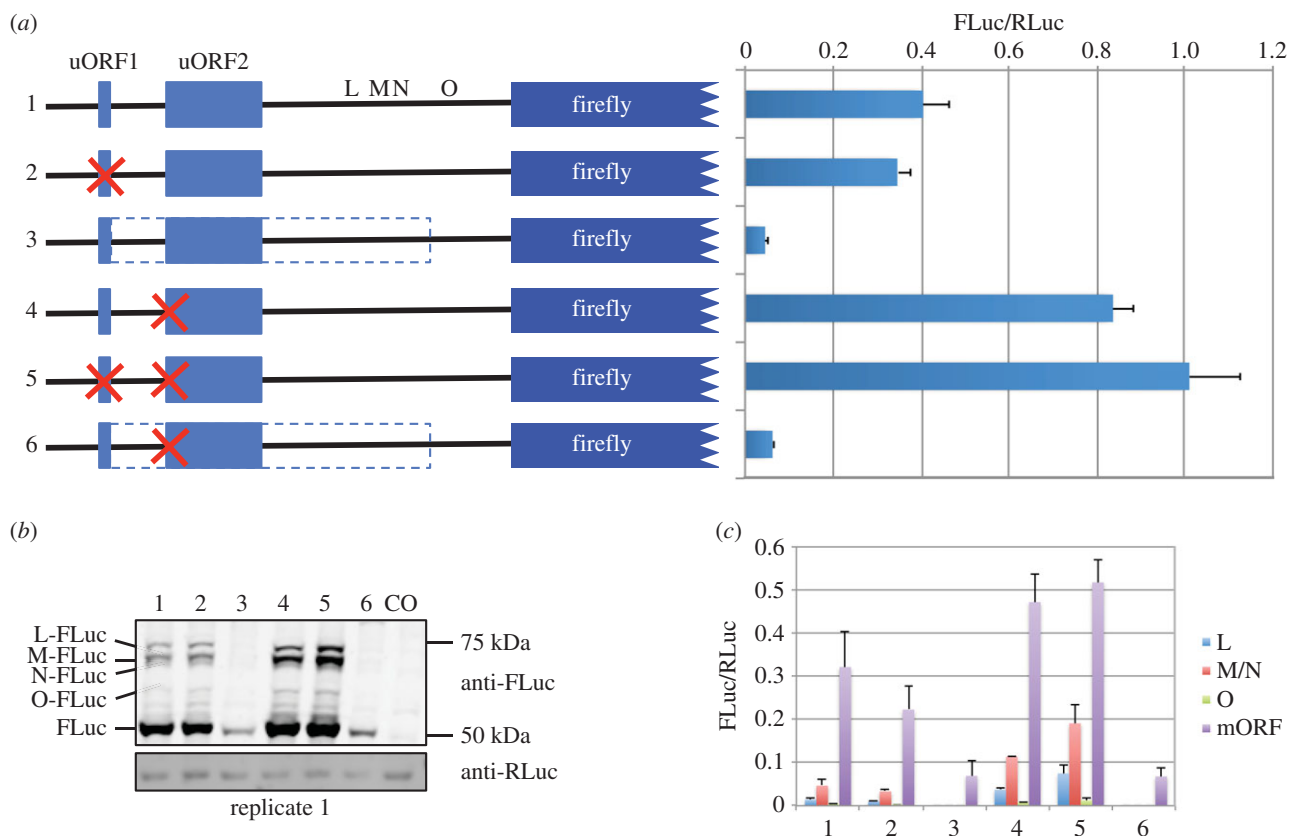 (a)
FLuc/RLuc
0 0.2 0.4 0.6 0.8 1.0 1.2
uORF1 uORF2
L MN O
1 firefly
2 firefly
3 firefly
4 firefly
5 firefly
6 firefly
(b)
1 2 3 4 5 6 CO
L-FLuc
M-FLuc
N-FLuc
O-FLuc
FLuc
75 kDa
anti-FLuc
50 kDa
anti-RLuc
replicate 1
(c)
FLuc/RLuc
0.6
0.5
0.4
0.3
0.2
0.1
0
1 2 3 4 5 6
L
M/N
O
mORF